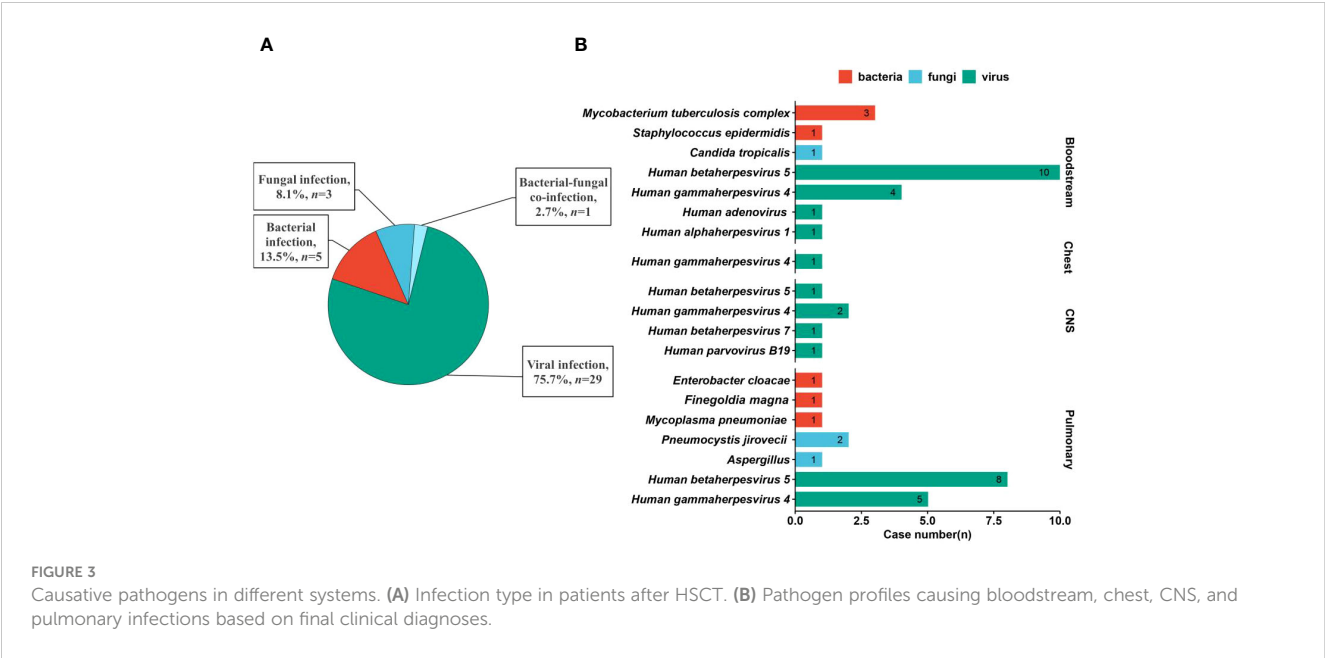 A
B
Fungal infection,
8.1%, n=3
Bacterial
infection,
13.5%, n=5
Bacterial-fungal
co-infection,
2.7%, n=1
Viral infection,
75.7%, n=29
bacteria fungi virus
Mycobacterium tuberculosis complex 3
Staphylococcus epidermidis 1
Candida tropicalis 1
Human betaherpesvirus 5 10
Human gammaherpesvirus 4 4
Human adenovirus 1
Human alphaherpesvirus 1 1
Bloodstream
Human gammaherpesvirus 4 1
Chest
Human betaherpesvirus 5 1
Human gammaherpesvirus 4 2
Human betaherpesvirus 7 1
Human parvovirus B19 1
CNS
Enterobacter cloacae 1
Finegoldia magna 1
Mycoplasma pneumoniae 1
Pneumocystis jirovecii 2
Aspergillus 1
Human betaherpesvirus 5 8
Human gammaherpesvirus 4 5
Pulmonary
0.0 2.5 5.0 7.5 10.0
Case number(n)
FIGURE 3
Causative pathogens in different systems. (A) Infection type in patients after HSCT. (B) Pathogen profiles causing bloodstream, chest, CNS, and
pulmonary infections based on final clinical diagnoses.